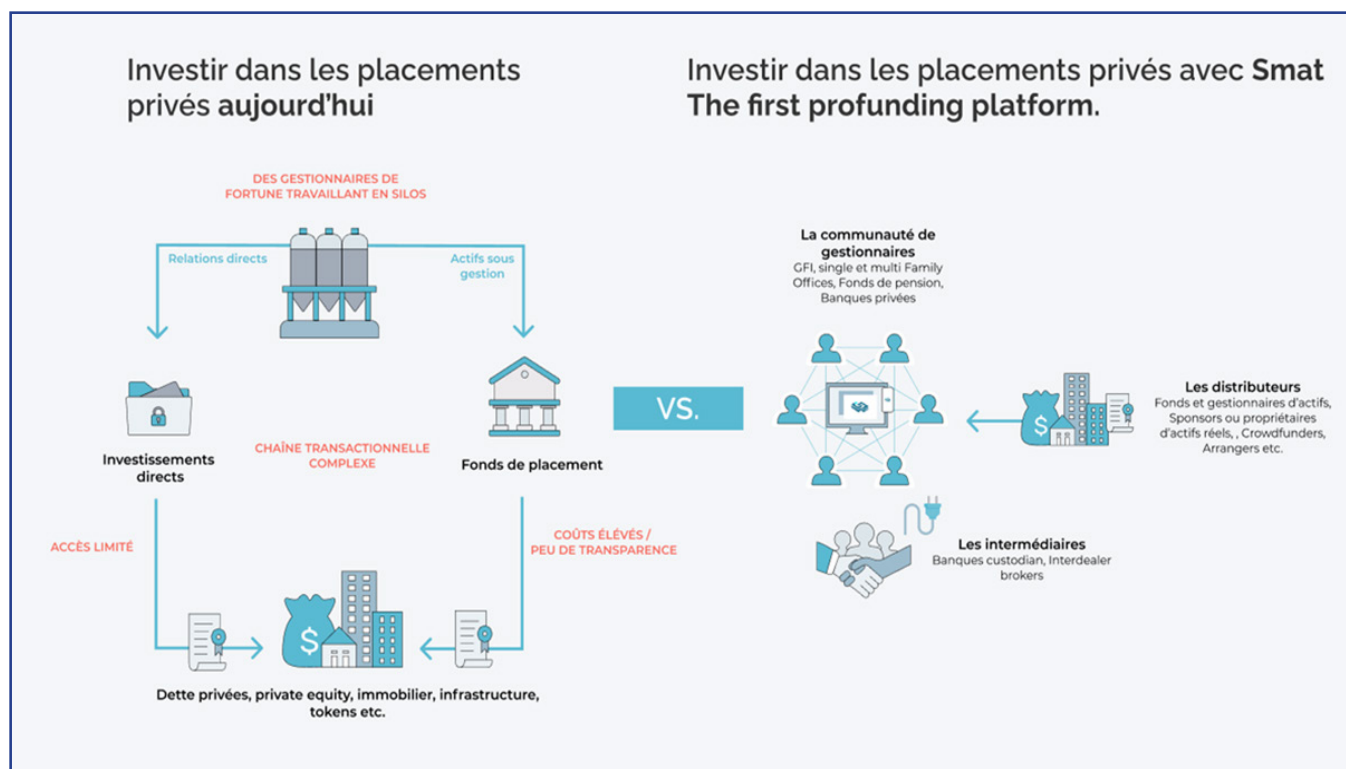 Investir dans les placements
privés aujourd'hui
DES GESTIONNAIRES DE
FORTUNE TRAVAILLANT EN SILOS
Relations directs
Actifs sous
gestion
Investissements
directs
CHAÎNE TRANSACTIONNELLE
COMPLEXE
Fonds de placement
ACCÈS LIMITÉ
COÛTS ÉLÉVÉS /
PEU DE TRANSPARENCE
$
Dette privées, private equity, immobilier, infrastructure,
tokens etc.
VS.
Investir dans les placements privés avec Smat
The first profunding platform.
La communauté de
gestionnaires
GFI, single et multi Family
Offices, Fonds de pension,
Banques privées
$
Les distributeurs
Fonds et gestionnaires d'actifs,
Sponsors ou propriétaires
d'actifs réels, , Crowdfunders,
Arrangers etc.
Les intermédiaires
Banques custodian, Interdealer
brokers